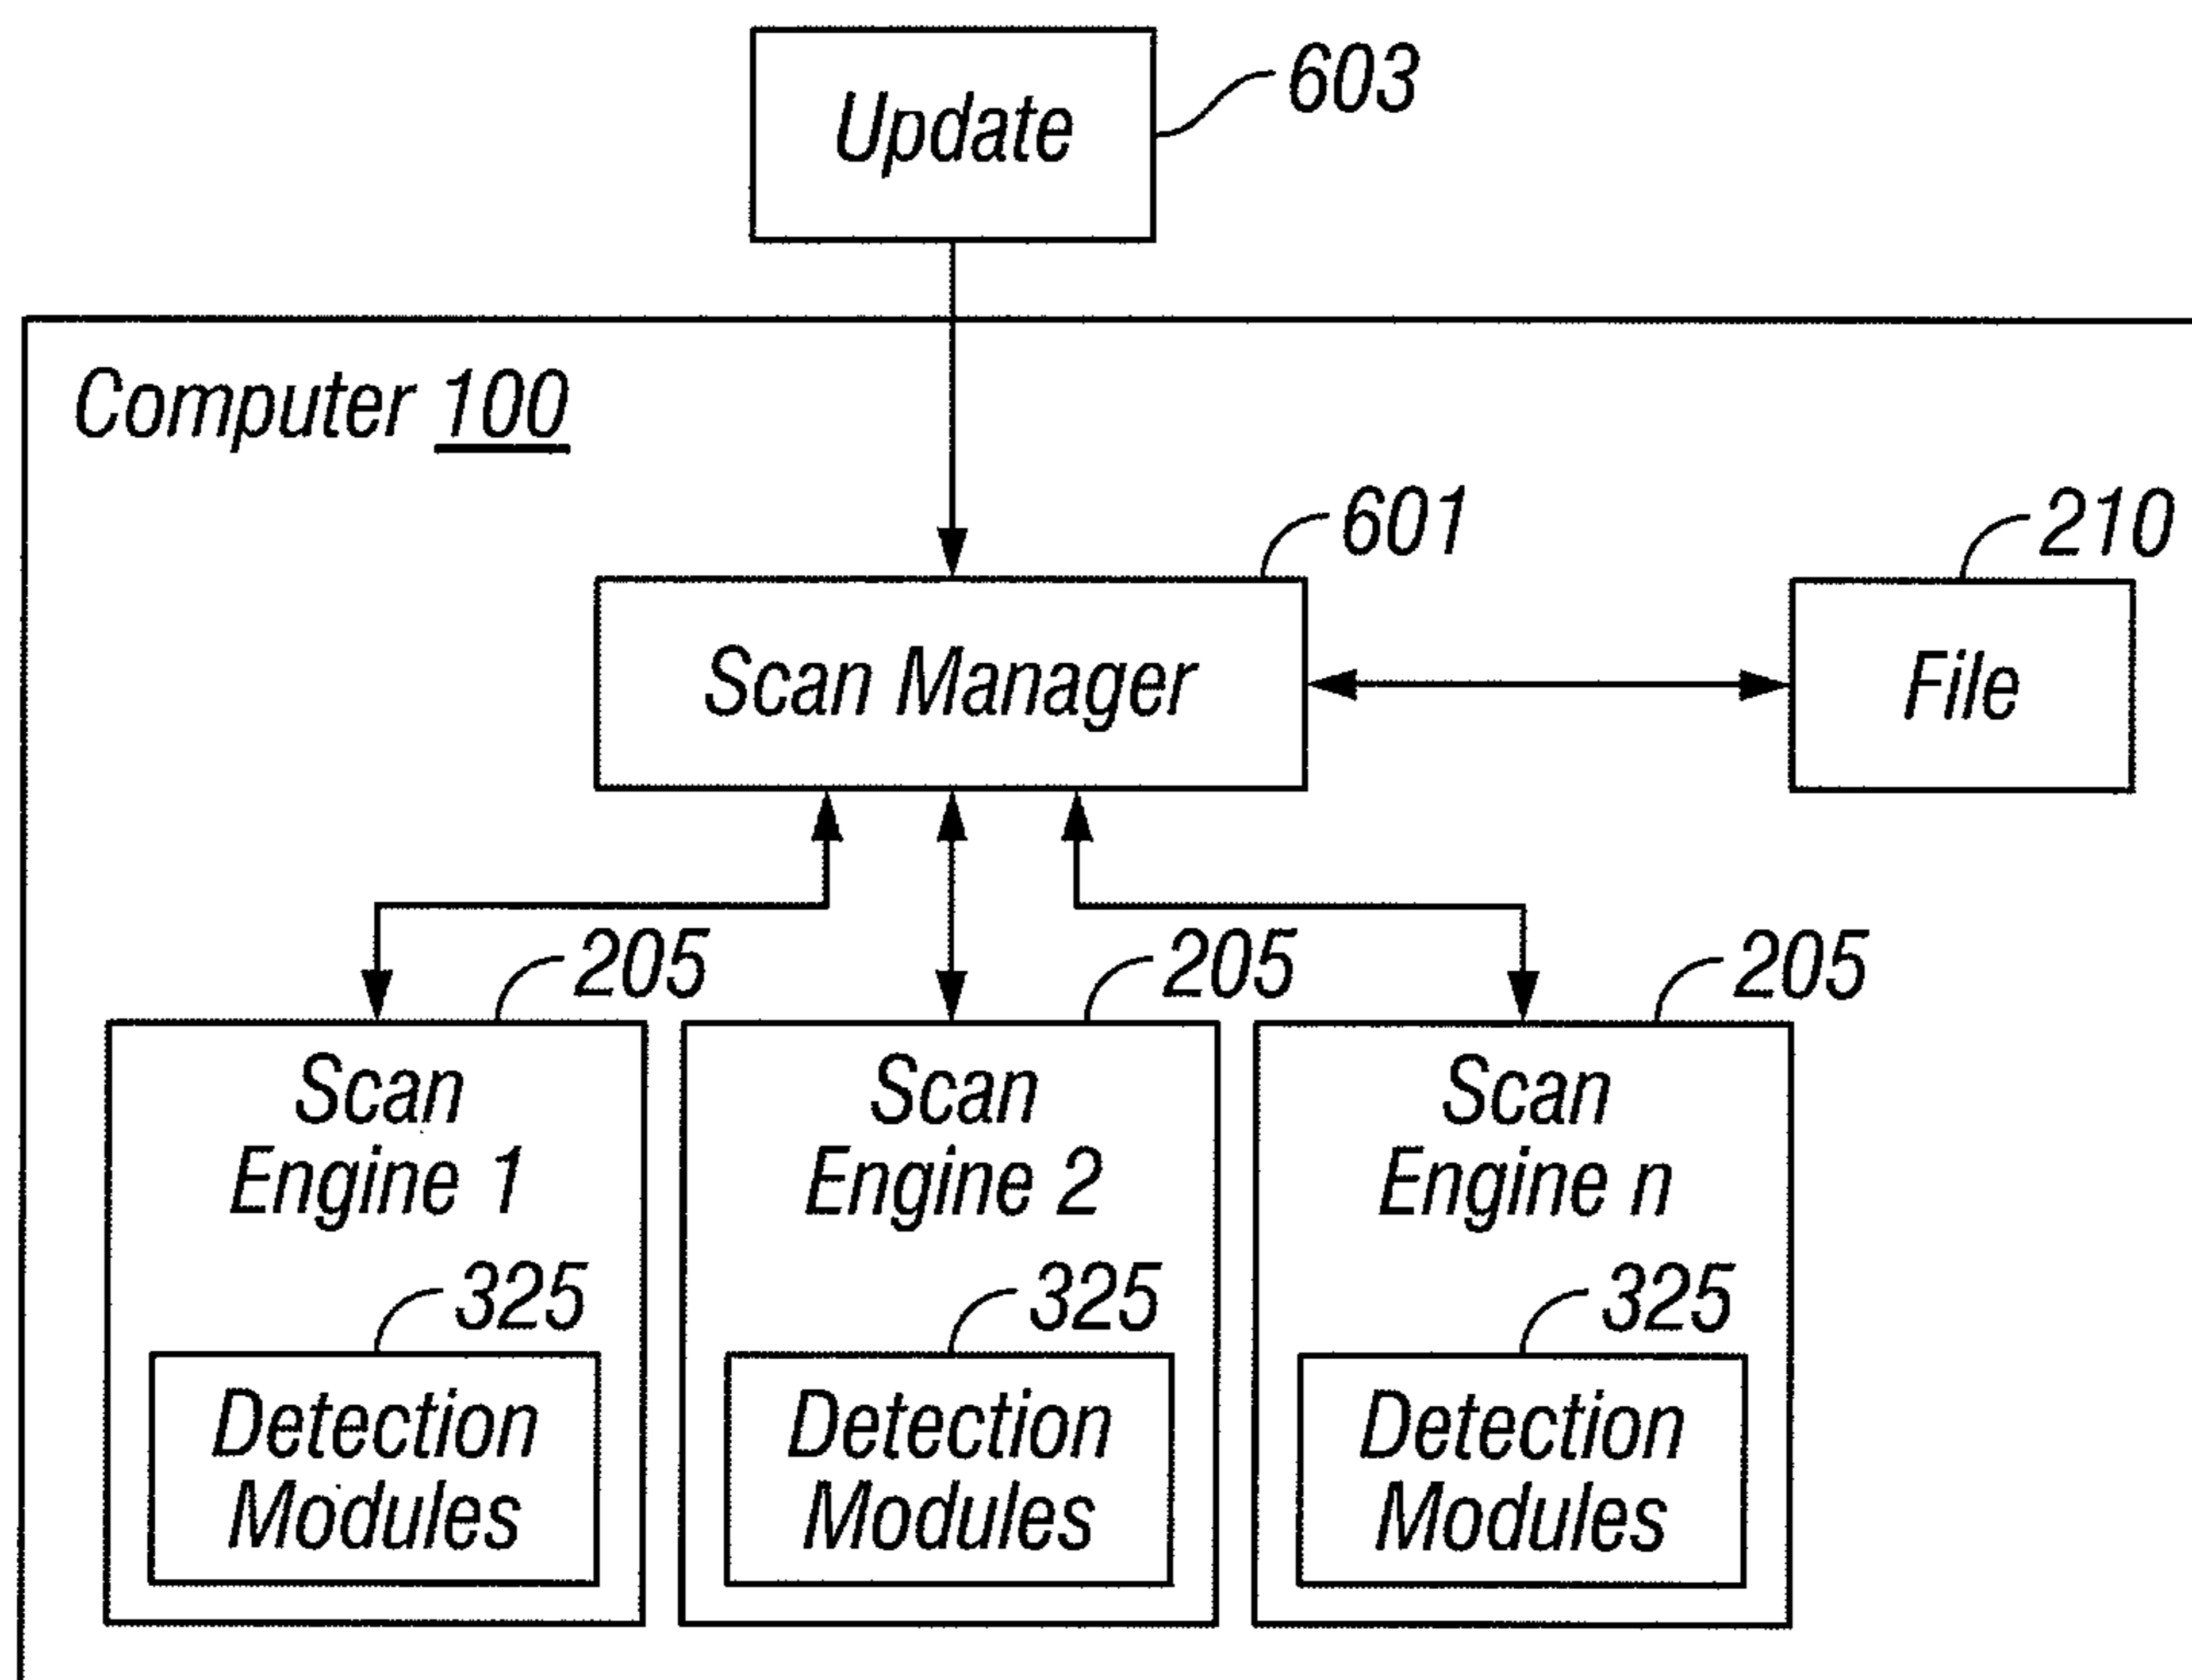 Update
603
Computer 100
601
210
Scan Manager
File
205
205
205
Scan
Engine 1
Scan
Engine 2
Scan
Engine n
325
325
325
Detection
Modules
Detection
Modules
Detection
Modules